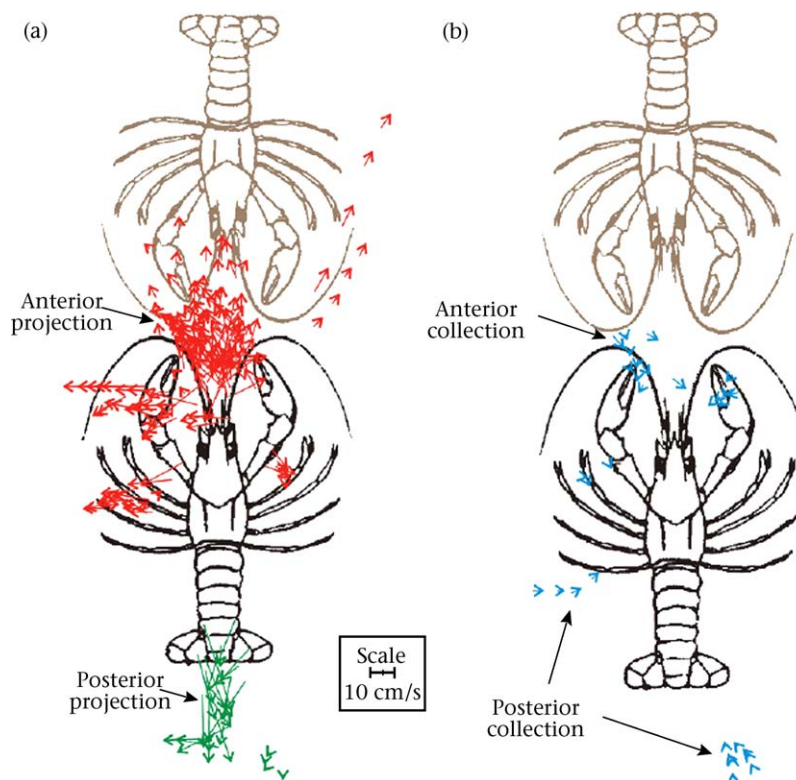 (a)
(b)
Anterior
projection
Anterior
collection
Posterior
projection
Scale
10 cm/s
Posterior
collection